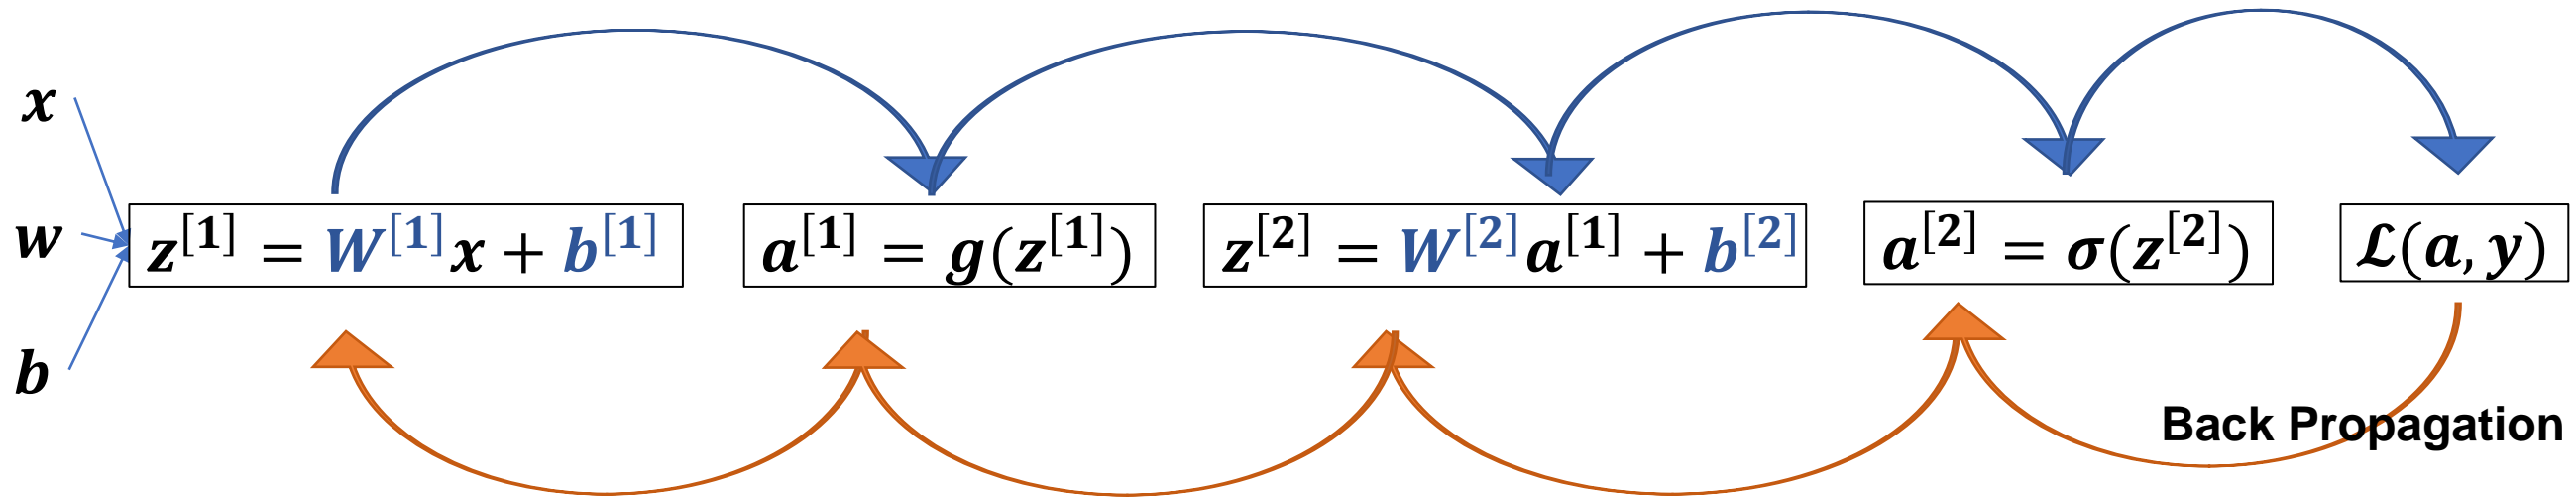 x
w
b
z^[1] = W^[1]x + b^[1]
a^[1] = g(z^[1])
z^[2] = W^[2]a^[1] + b^[2]
a^[2] = σ(z^[2])
ℒ(a, y)
Back Propagation